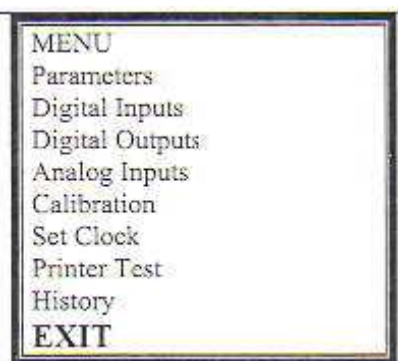 MENU
Parameters
Digital Inputs
Digital Outputs
Analog Inputs
Calibration
Set Clock
Printer Test
History
EXIT